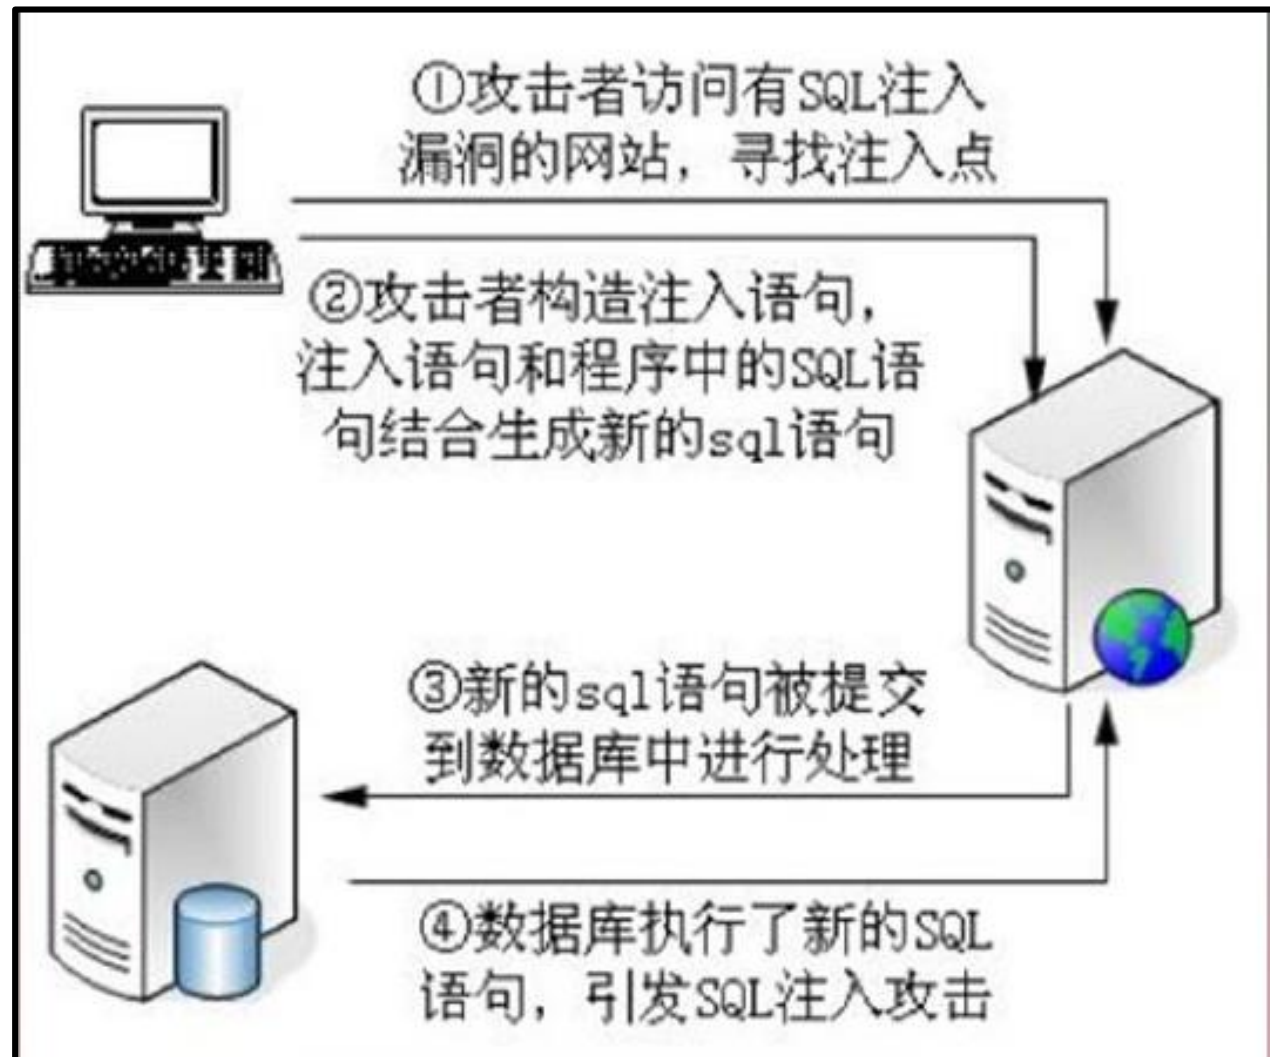 ①攻击者访问有SQL注入
漏洞的网站，寻找注入点
②攻击者构造注入语句，
注入语句和程序中的SQL语
句结合生成新的sql语句
③新的sql语句被提交
到数据库中进行处理
④数据库执行了新的SQL
语句，引发SQL注入攻击